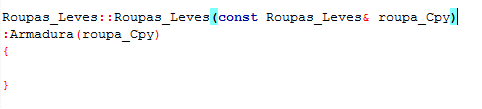 Roupas_Leves::Roupas_Leves(const Roupas_Leves& roupa_Cpy)
:Armadura(roupa_Cpy)
{
}